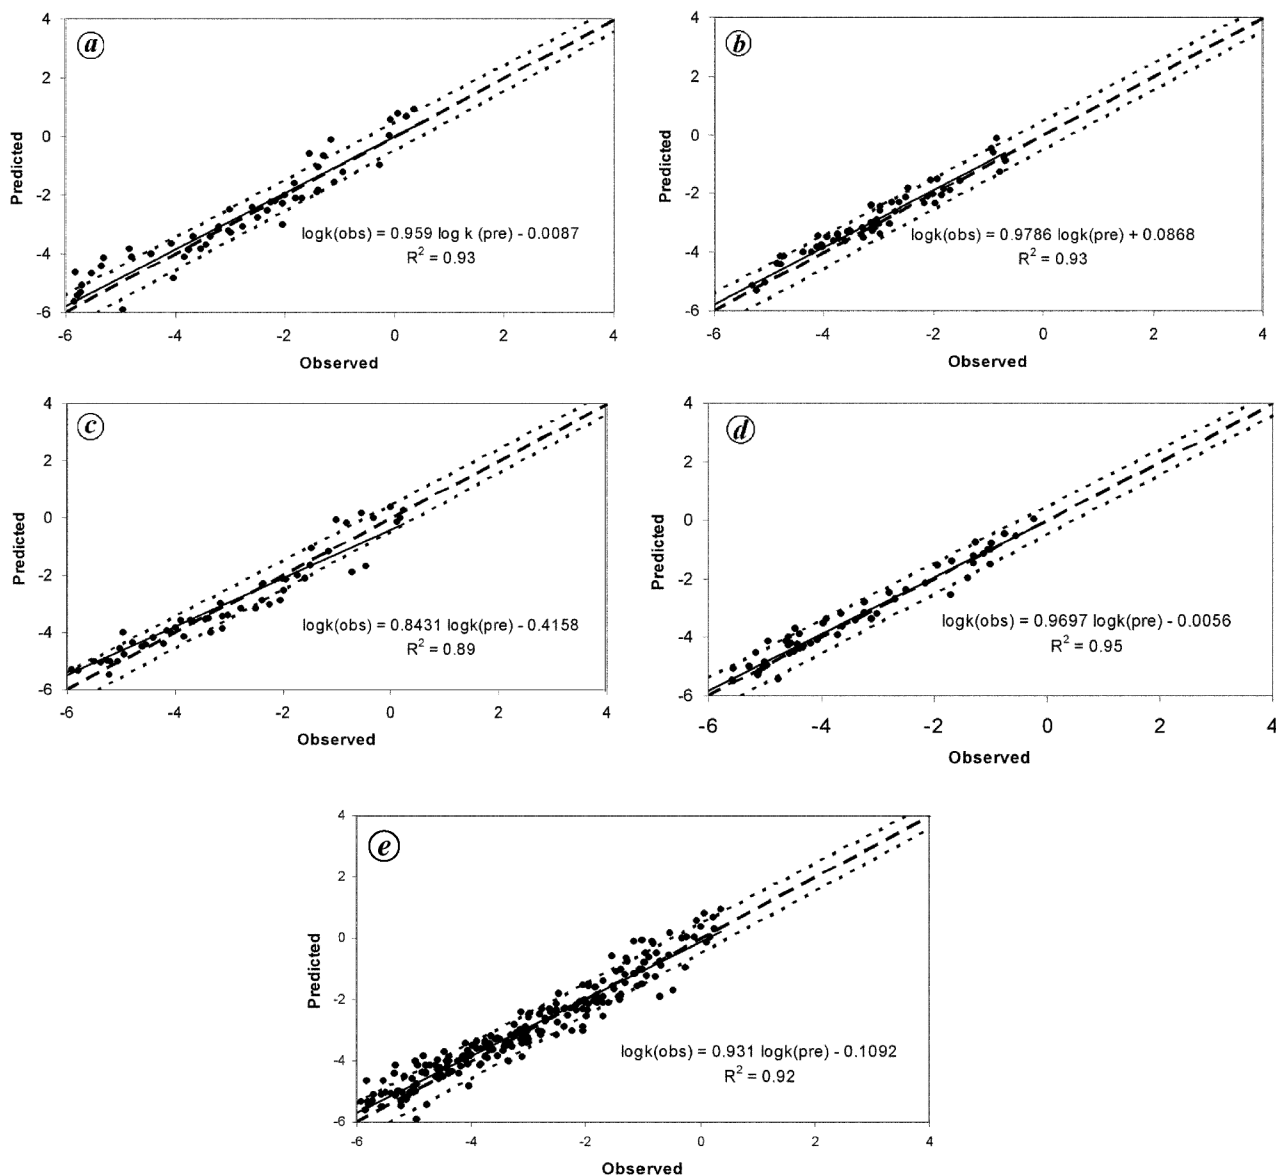 a
4
2
0
-2
-4
-6
Predicted
logk(obs) = 0.959 log k (pre) - 0.0087
R² = 0.93
-6 -4 -2 0 2 4
Observed
b
4
2
0
-2
-4
-6
Predicted
logk(obs) = 0.9786 logk(pre) + 0.0868
R² = 0.93
-6 -4 -2 0 2 4
Observed
c
4
2
0
-2
-4
-6
Predicted
logk(obs) = 0.8431 logk(pre) - 0.4158
R² = 0.89
-6 -4 -2 0 2 4
Observed
d
4
2
0
-2
-4
-6
Predicted
logk(obs) = 0.9697 logk(pre) - 0.0056
R² = 0.95
-6 -4 -2 0 2 4
Observed
e
4
2
0
-2
-4
-6
Predicted
logk(obs) = 0.931 logk(pre) - 0.1092
R² = 0.92
-6 -4 -2 0 2 4
Observed